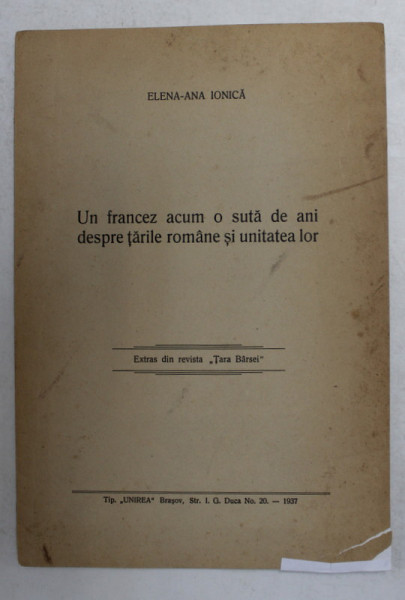 ELENA-ANA IONICĂ
Un francez acum o sută de ani
despre țările române și unitatea lor
Extras din revista „Țara Bârsei“
Tip. „UNIREA“ Brașov, Str. I. G. Duca No. 20. — 1937